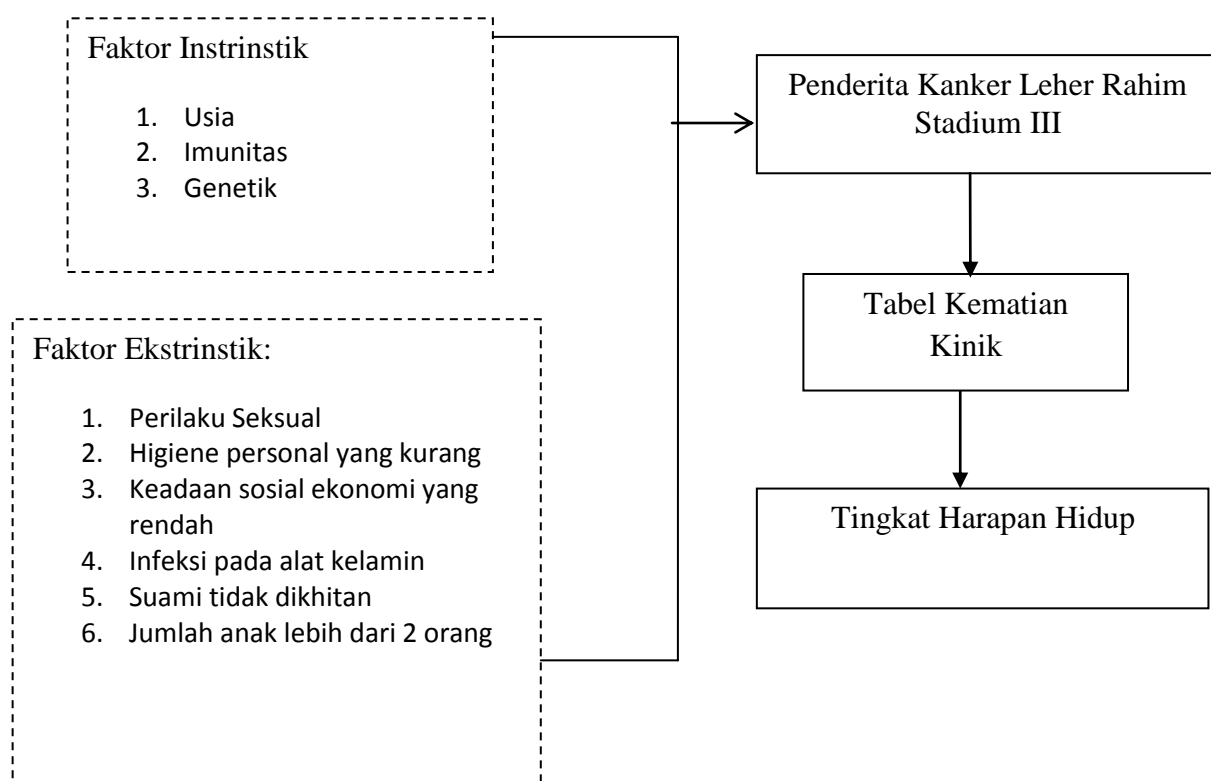 Faktor Instrinstik
1. Usia
2. Imunitas
3. Genetik
Faktor Ekstrinstik:
1. Perilaku Seksual
2. Higiene personal yang kurang
3. Keadaan sosial ekonomi yang
rendah
4. Infeksi pada alat kelamin
5. Suami tidak dikhitan
6. Jumlah anak lebih dari 2 orang
Penderita Kanker Leher Rahim
Stadium III
Tabel Kematian
Kinik
Tingkat Harapan Hidup